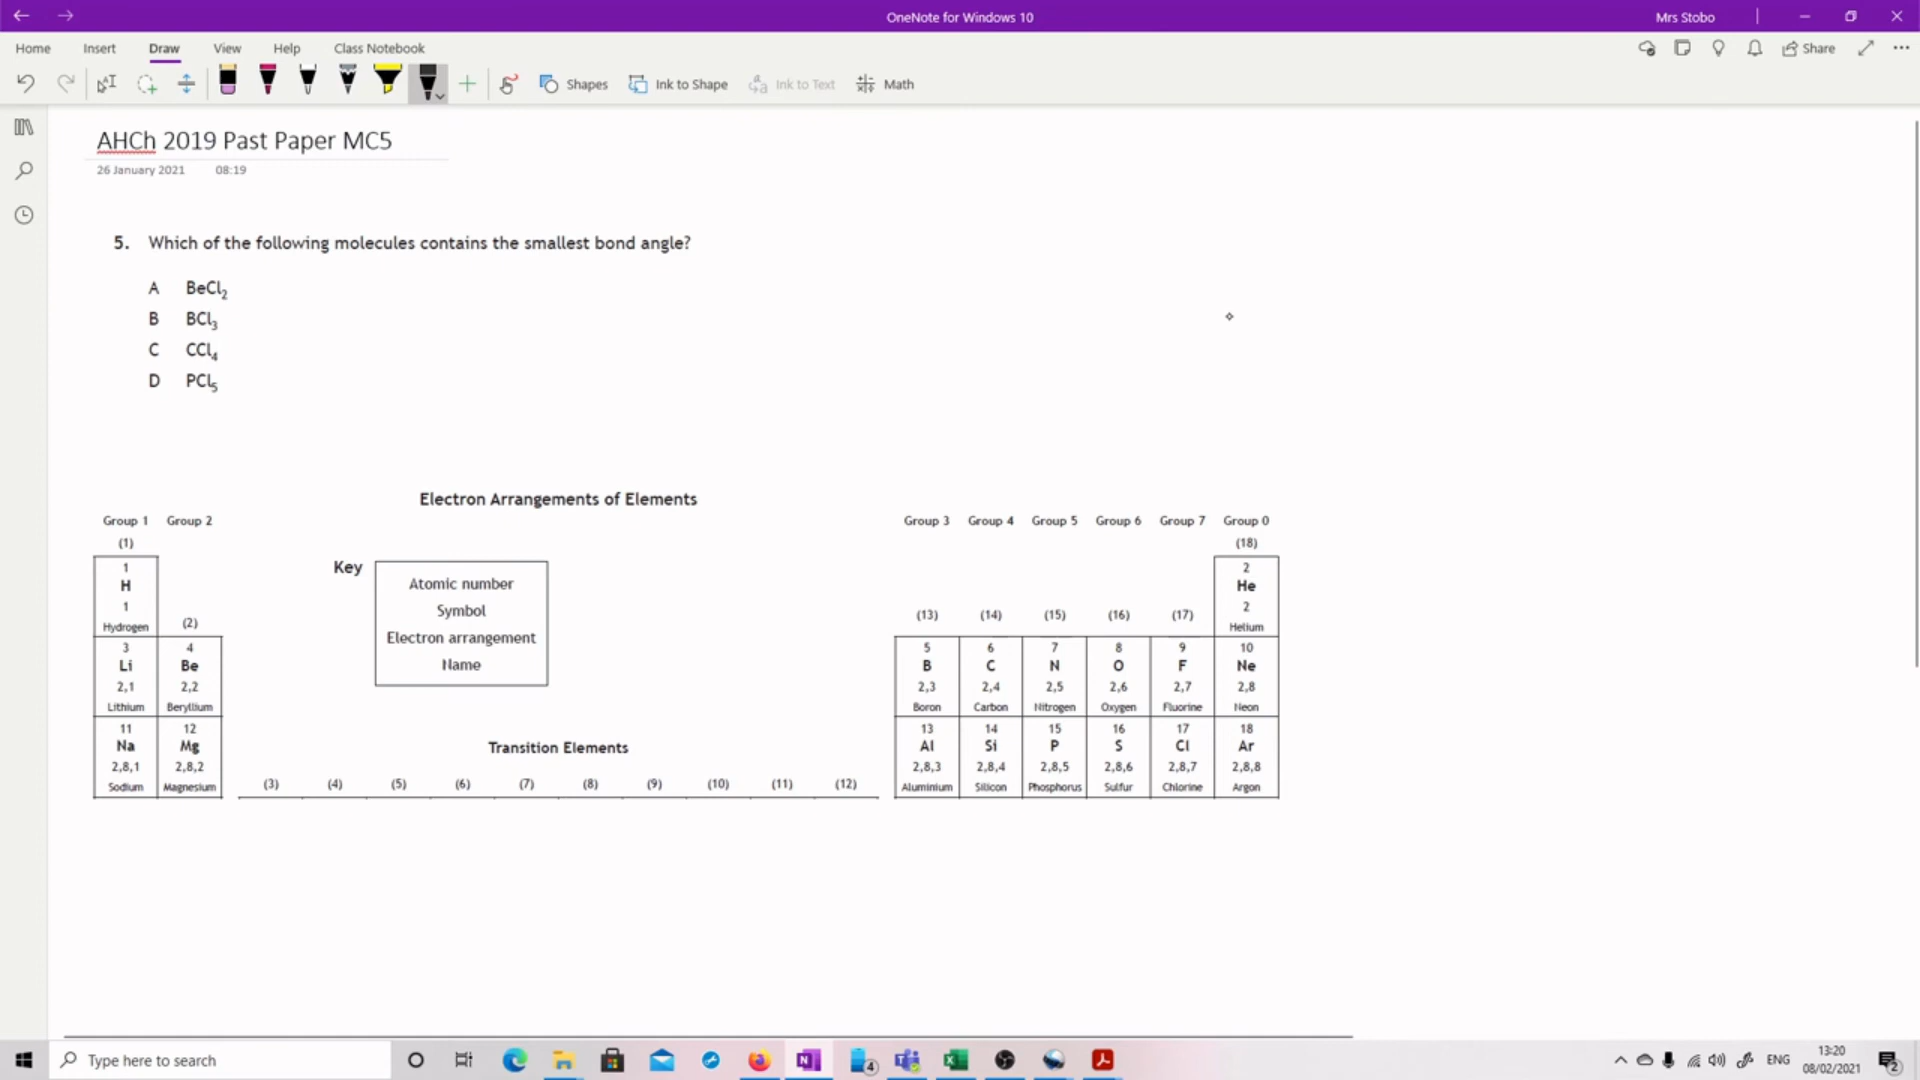 OneNote for Windows 10
Mrs Stobo
Home Insert Draw View Help Class Notebook
Share
Shapes Ink to Shape Ink to Text Math
AHCh 2019 Past Paper MC5
26 January 2021 08:19
5. Which of the following molecules contains the smallest bond angle?
A BeCl₂
B BCl₃
C CCl₄
D PCl₅
Electron Arrangements of Elements
Group 1 Group 2 Group 3 Group 4 Group 5 Group 6 Group 7 Group 0
(1) (18)
Key
Atomic number
Symbol
Electron arrangement
Name
1 2
H He
1 2
Hydrogen Helium
(2) (13) (14) (15) (16) (17)
3 4 5 6 7 8 9 10
Li Be B C N O F Ne
2,1 2,2 2,3 2,4 2,5 2,6 2,7 2,8
Lithium Beryllium Boron Carbon Nitrogen Oxygen Fluorine Neon
Transition Elements
11 12 13 14 15 16 17 18
Na Mg Al Si P S Cl Ar
2,8,1 2,8,2 2,8,3 2,8,4 2,8,5 2,8,6 2,8,7 2,8,8
(3) (4) (5) (6) (7) (8) (9) (10) (11) (12)
Sodium Magnesium Aluminium Silicon Phosphorus Sulfur Chlorine Argon
Type here to search
4
ENG
13:20
08/02/2021
2